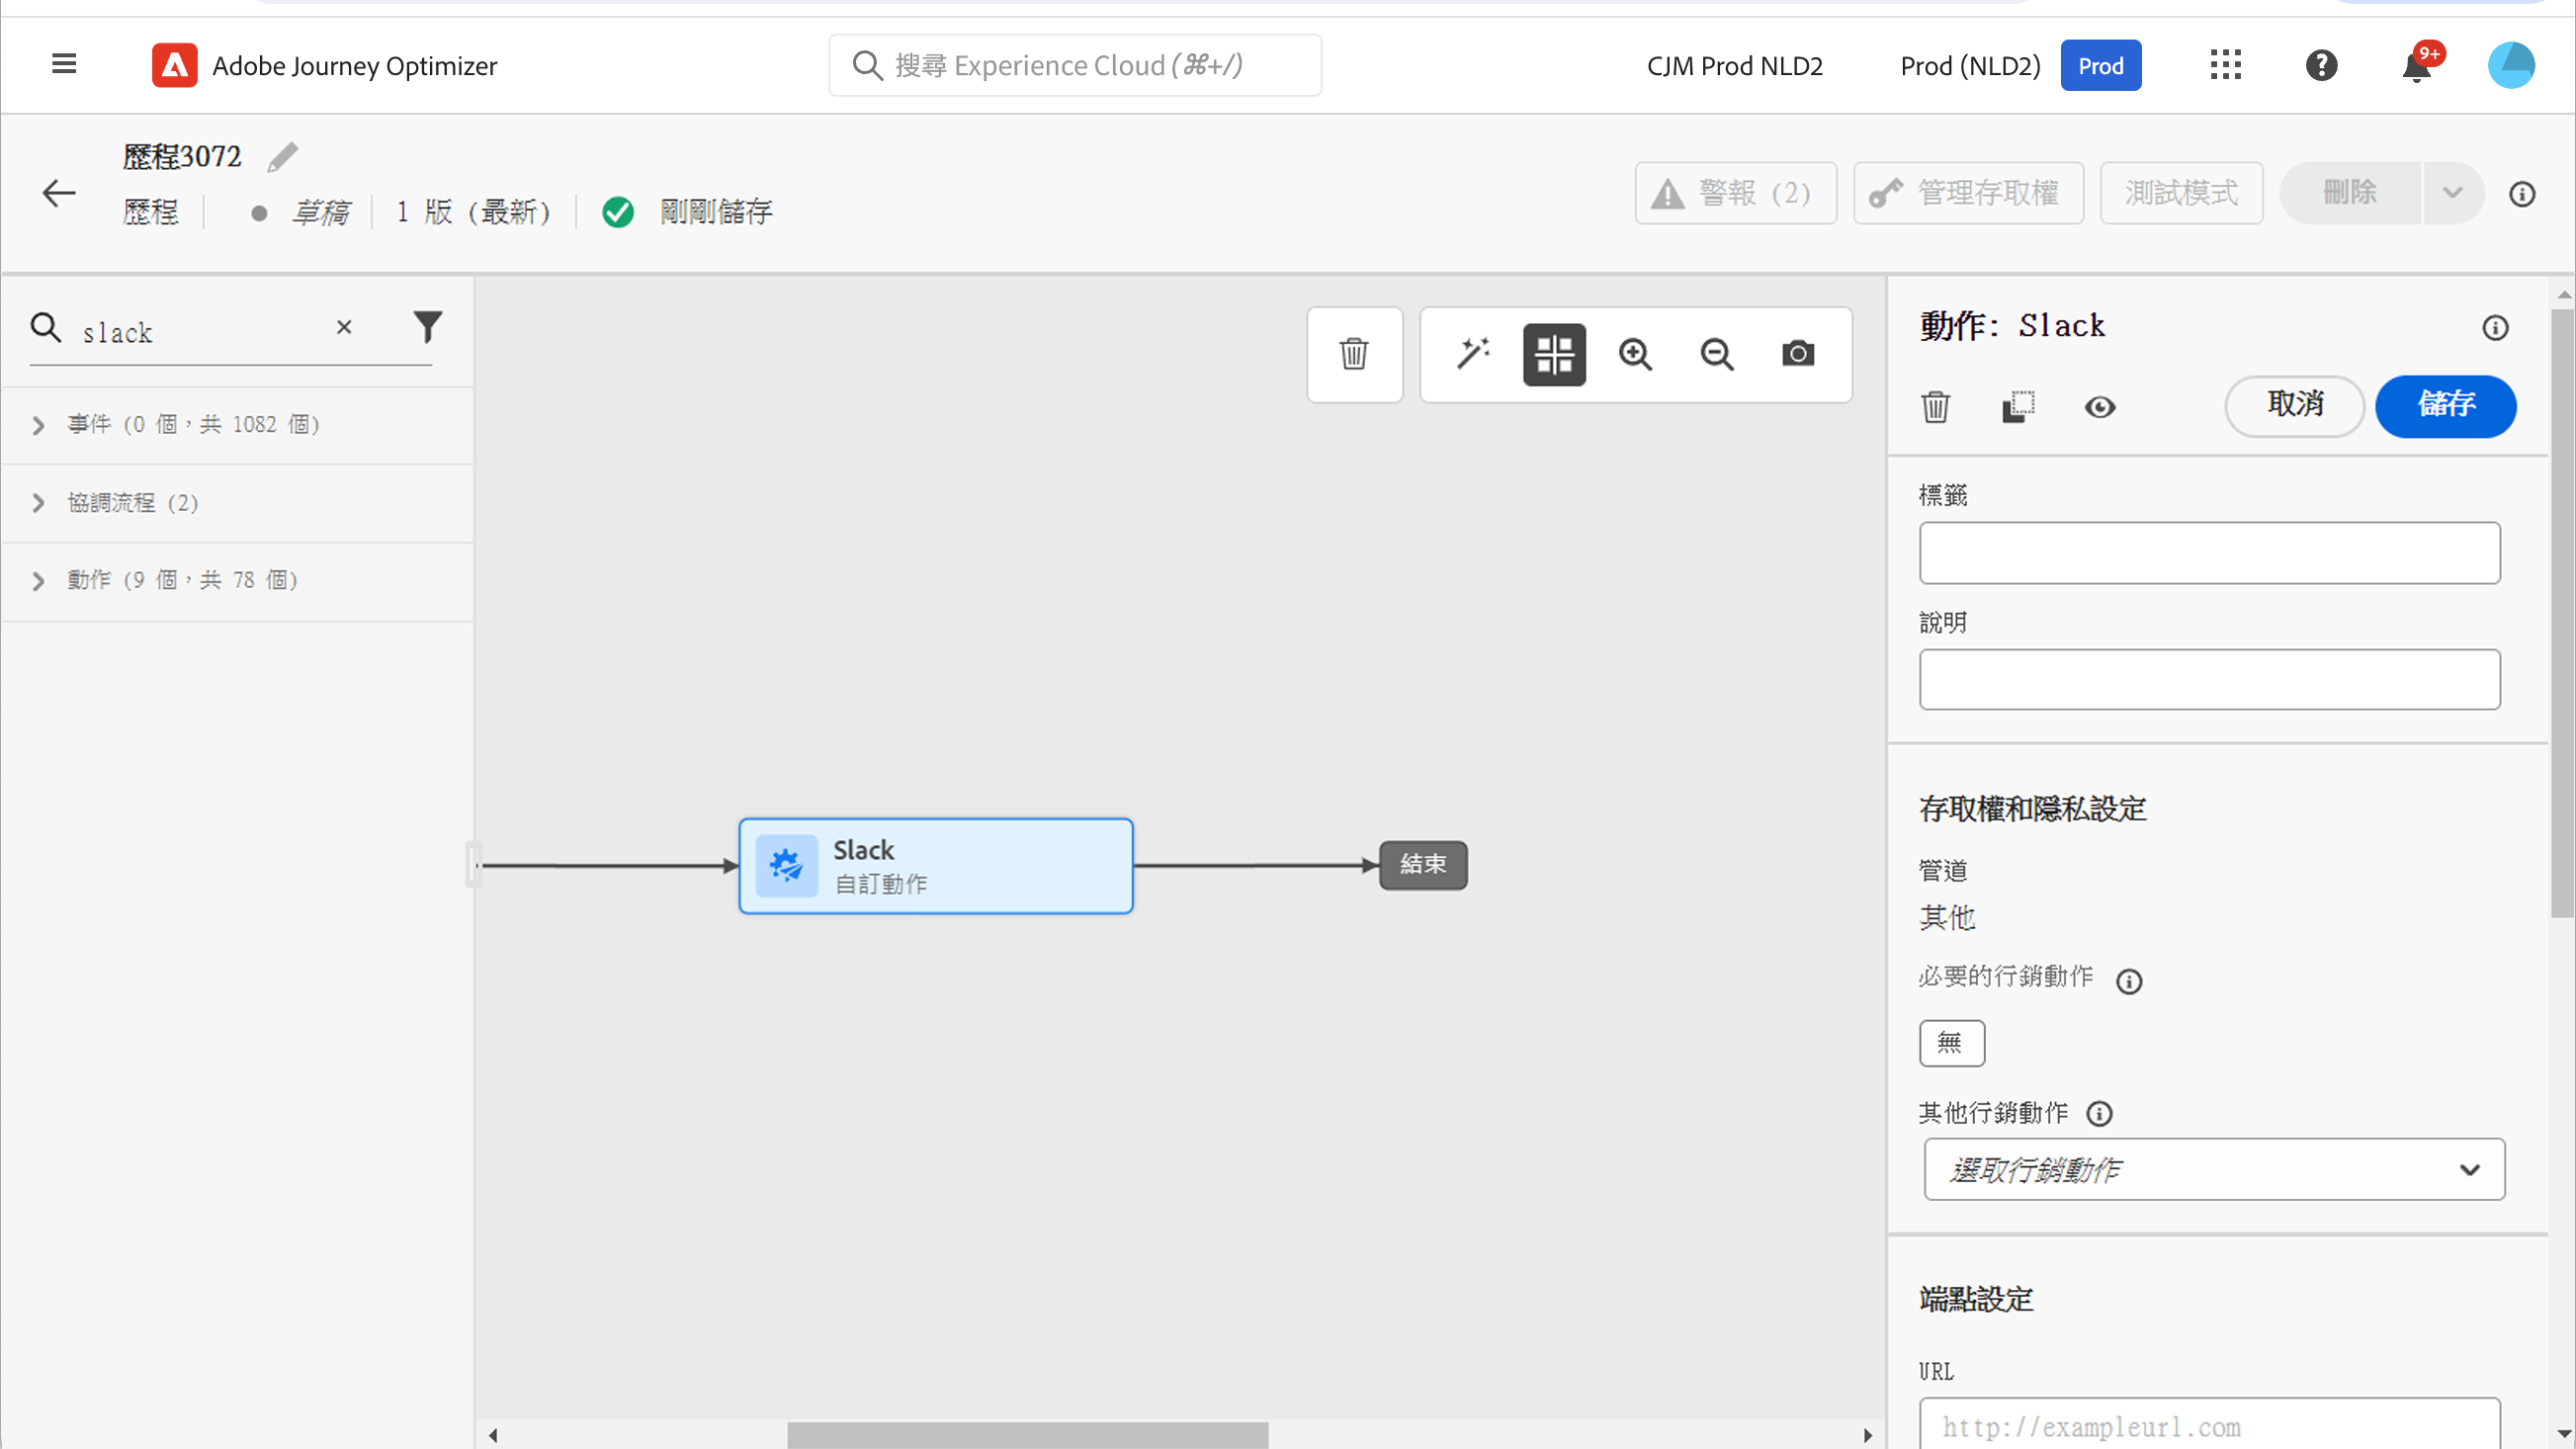 Adobe Journey Optimizer
搜尋 Experience Cloud (⌘+/)
CJM Prod NLD2
Prod (NLD2)
Prod
9+
歷程3072
歷程
草稿
1 版 (最新)
剛剛儲存
警報 (2)
管理存取權
測試模式
刪除
slack
事件 (0 個，共 1082 個)
協調流程 (2)
動作 (9 個，共 78 個)
Slack
自訂動作
結束
動作: Slack
取消
儲存
標籤
說明
存取權和隱私設定
管道
其他
必要的行銷動作
無
其他行銷動作
選取行銷動作
端點設定
URL
http://exampleurl.com